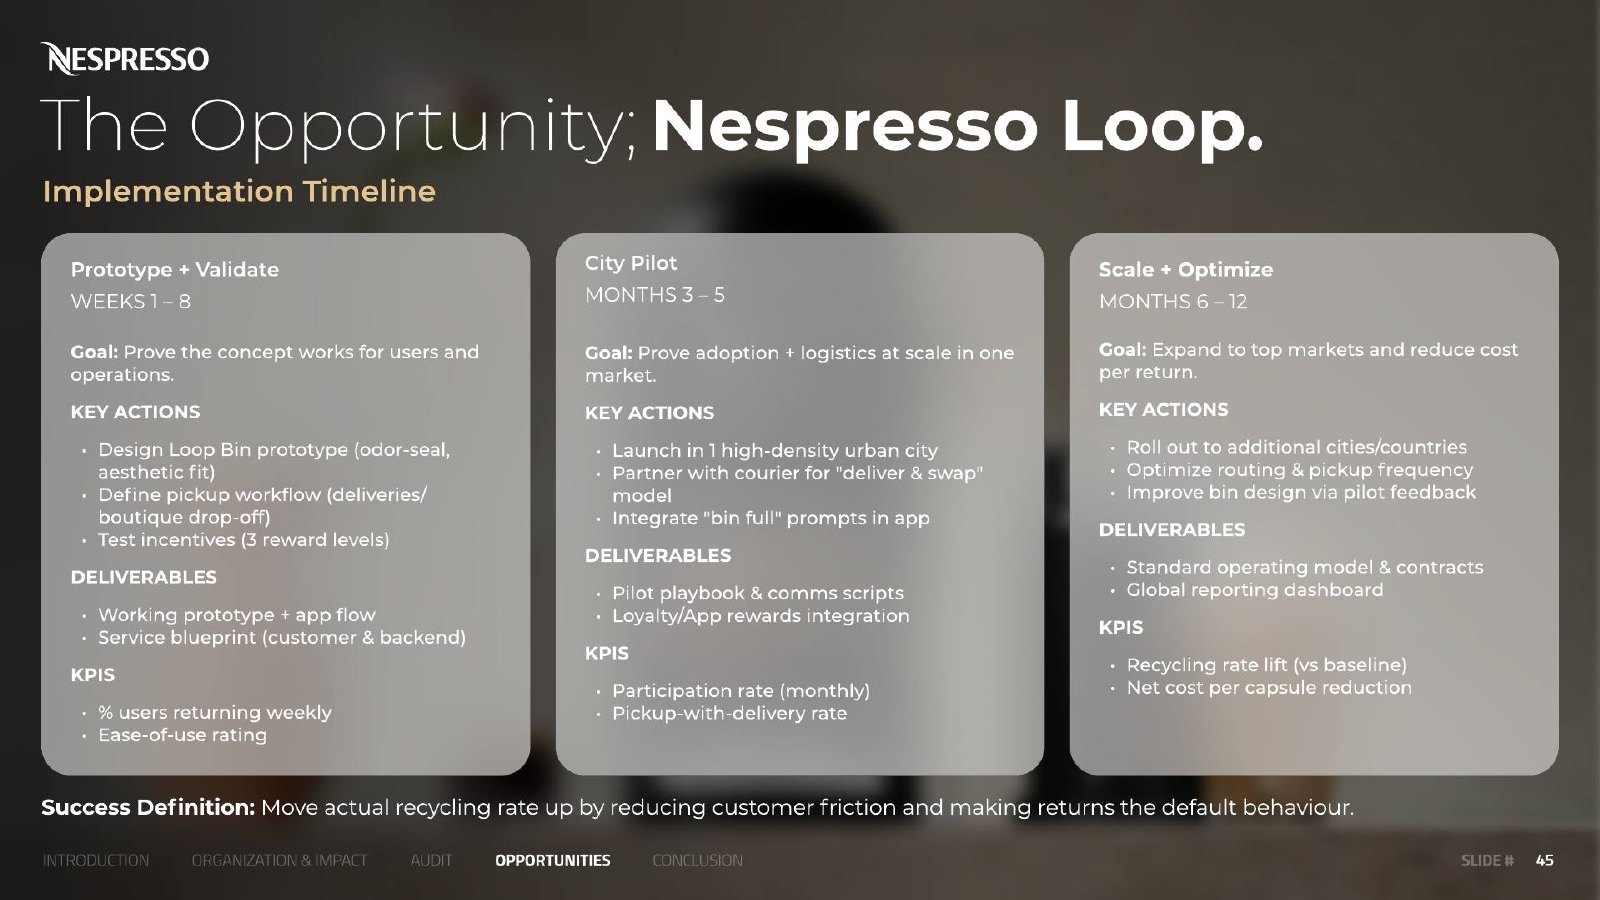 NESPRESSO
The Opportunity; Nespresso Loop.
Implementation Timeline
Prototype + Validate
WEEKS 1 – 8
Goal: Prove the concept works for users and
operations.
KEY ACTIONS
• Design Loop Bin prototype (odor-seal,
aesthetic fit)
• Define pickup workflow (deliveries/
boutique drop-off)
• Test incentives (3 reward levels)
DELIVERABLES
• Working prototype + app flow
• Service blueprint (customer & backend)
KPIS
• % users returning weekly
• Ease-of-use rating
City Pilot
MONTHS 3 – 5
Goal: Prove adoption + logistics at scale in one
market.
KEY ACTIONS
• Launch in 1 high-density urban city
• Partner with courier for "deliver & swap"
model
• Integrate "bin full" prompts in app
DELIVERABLES
• Pilot playbook & comms scripts
• Loyalty/App rewards integration
KPIS
• Participation rate (monthly)
• Pickup-with-delivery rate
Scale + Optimize
MONTHS 6 – 12
Goal: Expand to top markets and reduce cost
per return.
KEY ACTIONS
• Roll out to additional cities/countries
• Optimize routing & pickup frequency
• Improve bin design via pilot feedback
DELIVERABLES
• Standard operating model & contracts
• Global reporting dashboard
KPIS
• Recycling rate lift (vs baseline)
• Net cost per capsule reduction
Success Definition: Move actual recycling rate up by reducing customer friction and making returns the default behaviour.
INTRODUCTION ORGANIZATION & IMPACT AUDIT OPPORTUNITIES CONCLUSION SLIDE # 45